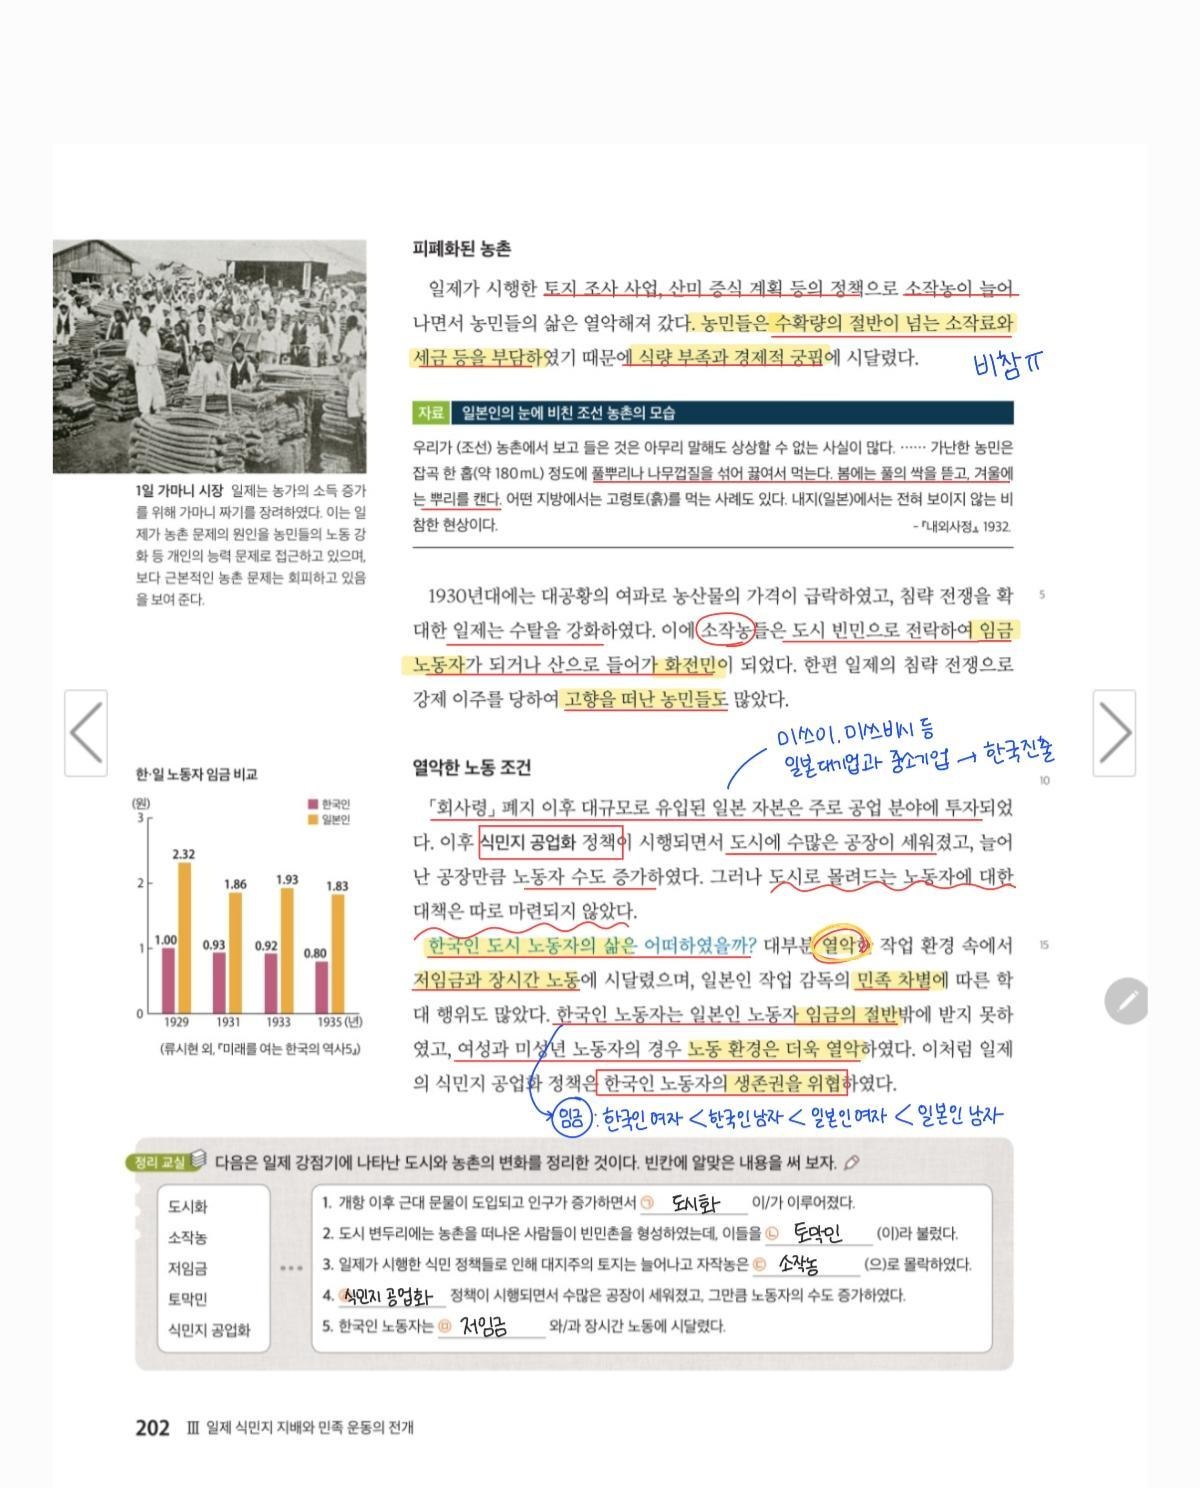 피폐화된 농촌
일제가 시행한 토지 조사 사업, 산미 증식 계획 등의 정책으로 소작농이 늘어
나면서 농민들의 삶은 열악해져 갔다. 농민들은 수확량의 절반이 넘는 소작료와
세금 등을 부담하였기 때문에 식량 부족과 경제적 궁핍에 시달렸다.
비참ㅠ
자료 일본인의 눈에 비친 조선 농촌의 모습
우리가 (조선) 농촌에서 보고 들은 것은 아무리 말해도 상상할 수 없는 사실이 많다. …… 가난한 농민은
잡곡 한 홉(약 180mL) 정도에 풀뿌리나 나무껍질을 섞어 끓여서 먹는다. 봄에는 풀의 싹을 뜯고, 겨울에
는 뿌리를 캔다. 어떤 지방에서는 고령토(흙)를 먹는 사례도 있다. 내지(일본)에서는 전혀 보이지 않는 비
참한 현상이다.
- 『내외사정』, 1932.
1일 가마니 시장 일제는 농가의 소득 증가
를 위해 가마니 짜기를 장려하였다. 이는 일
제가 농촌 문제의 원인을 농민들의 노동 강
화 등 개인의 능력 문제로 접근하고 있으며,
보다 근본적인 농촌 문제는 회피하고 있음
을 보여 준다.
1930년대에는 대공황의 여파로 농산물의 가격이 급락하였고, 침략 전쟁을 확
5
대한 일제는 수탈을 강화하였다. 이에 소작농들은 도시 빈민으로 전락하여 임금
노동자가 되거나 산으로 들어가 화전민이 되었다. 한편 일제의 침략 전쟁으로
강제 이주를 당하여 고향을 떠난 농민들도 많았다.
미쓰이, 미쓰비시 등
일본 대기업과 중소기업 → 한국진출
열악한 노동 조건
10
「회사령」 폐지 이후 대규모로 유입된 일본 자본은 주로 공업 분야에 투자되었
다. 이후 식민지 공업화 정책이 시행되면서 도시에 수많은 공장이 세워졌고, 늘어
난 공장만큼 노동자 수도 증가하였다. 그러나 도시로 몰려드는 노동자에 대한
대책은 따로 마련되지 않았다.
한국인 도시 노동자의 삶은 어떠하였을까? 대부분 열악한 작업 환경 속에서
15
저임금과 장시간 노동에 시달렸으며, 일본인 작업 감독의 민족 차별에 따른 학
대 행위도 많았다. 한국인 노동자는 일본인 노동자 임금의 절반밖에 받지 못하
였고, 여성과 미성년 노동자의 경우 노동 환경은 더욱 열악하였다. 이처럼 일제
의 식민지 공업화 정책은 한국인 노동자의 생존권을 위협하였다.
임금 : 한국인 여자 < 한국인 남자 < 일본인 여자 < 일본인 남자
한·일 노동자 임금 비교
(원)
한국인
일본인
3
2
1
0
2.32
1.86
1.93
1.83
1.00
0.93
0.92
0.80
1929 1931 1933 1935 (년)
(류시현 외, 『미래를 여는 한국의 역사5』)
정리 교실 다음은 일제 강점기에 나타난 도시와 농촌의 변화를 정리한 것이다. 빈칸에 알맞은 내용을 써 보자.
도시화
소작농
저임금
토막민
식민지 공업화
1. 개항 이후 근대 문물이 도입되고 인구가 증가하면서 ㉠ 도시화 이/가 이루어졌다.
2. 도시 변두리에는 농촌을 떠나온 사람들이 빈민촌을 형성하였는데, 이들을 ㉡ 토막민 (이)라 불렀다.
3. 일제가 시행한 식민 정책들로 인해 대지주의 토지는 늘어나고 자작농은 ㉢ 소작농 (으)로 몰락하였다.
4. 식민지 공업화 정책이 시행되면서 수많은 공장이 세워졌고, 그만큼 노동자의 수도 증가하였다.
5. 한국인 노동자는 ㉤ 저임금 와/과 장시간 노동에 시달렸다.
202 Ⅲ 일제 식민지 지배와 민족 운동의 전개